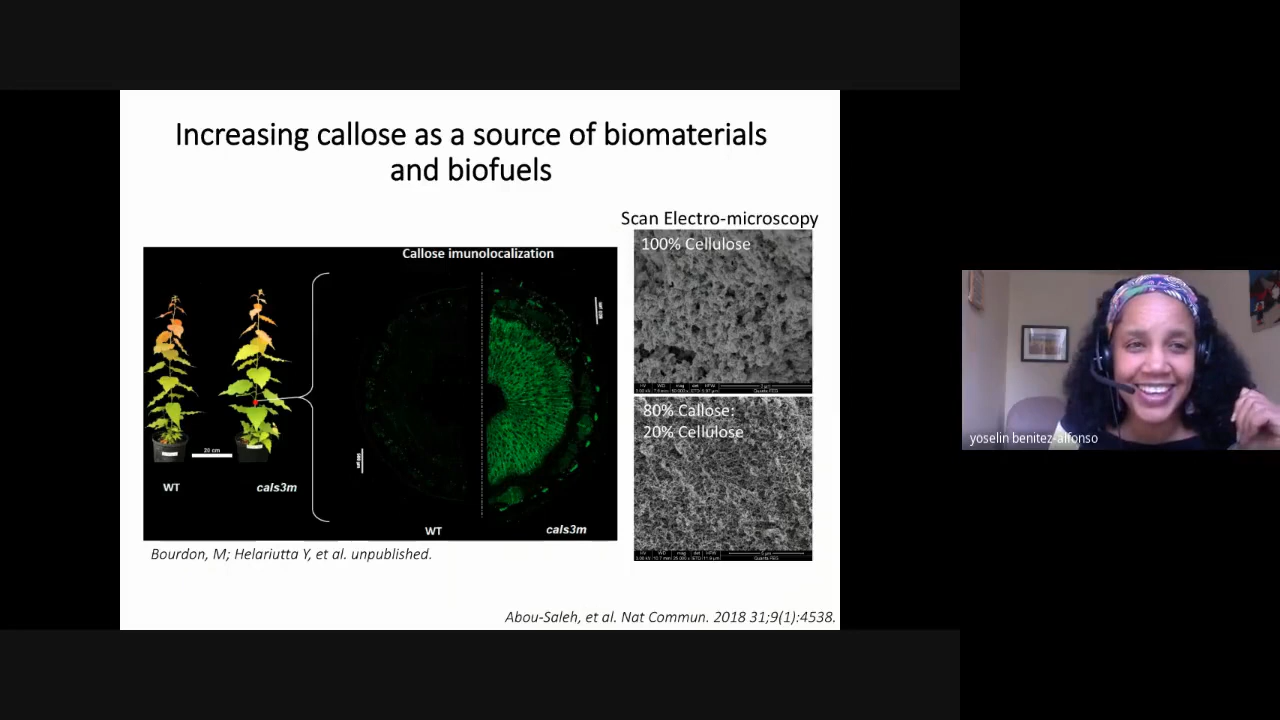 Increasing callose as a source of biomaterials
and biofuels
Scan Electro-microscopy
100% Cellulose
Callose imunolocalization
80% Callose:
20% Cellulose
20 cm
WT
cals3m
WT
cals3m
Bourdon, M; Helariutta Y, et al. unpublished.
Abou-Saleh, et al. Nat Commun. 2018 31;9(1):4538.
yoselin benitez-alfonso